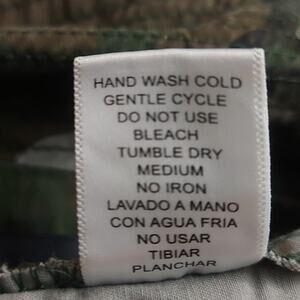 HAND WASH COLD
GENTLE CYCLE
DO NOT USE
BLEACH
TUMBLE DRY
MEDIUM
NO IRON
LAVADO A MANO
CON AGUA FRIA
NO USAR
TIBIAR
PLANCHAR